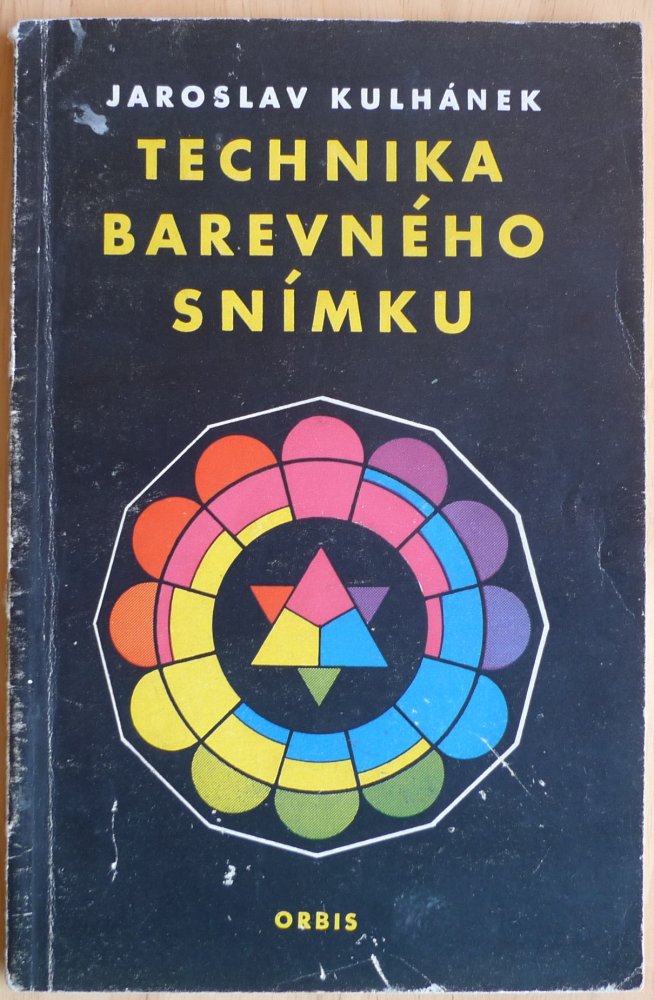 JAROSLAV KULHÁNEK
TECHNIKA
BAREVNÉHO
SNÍMKU
ORBIS